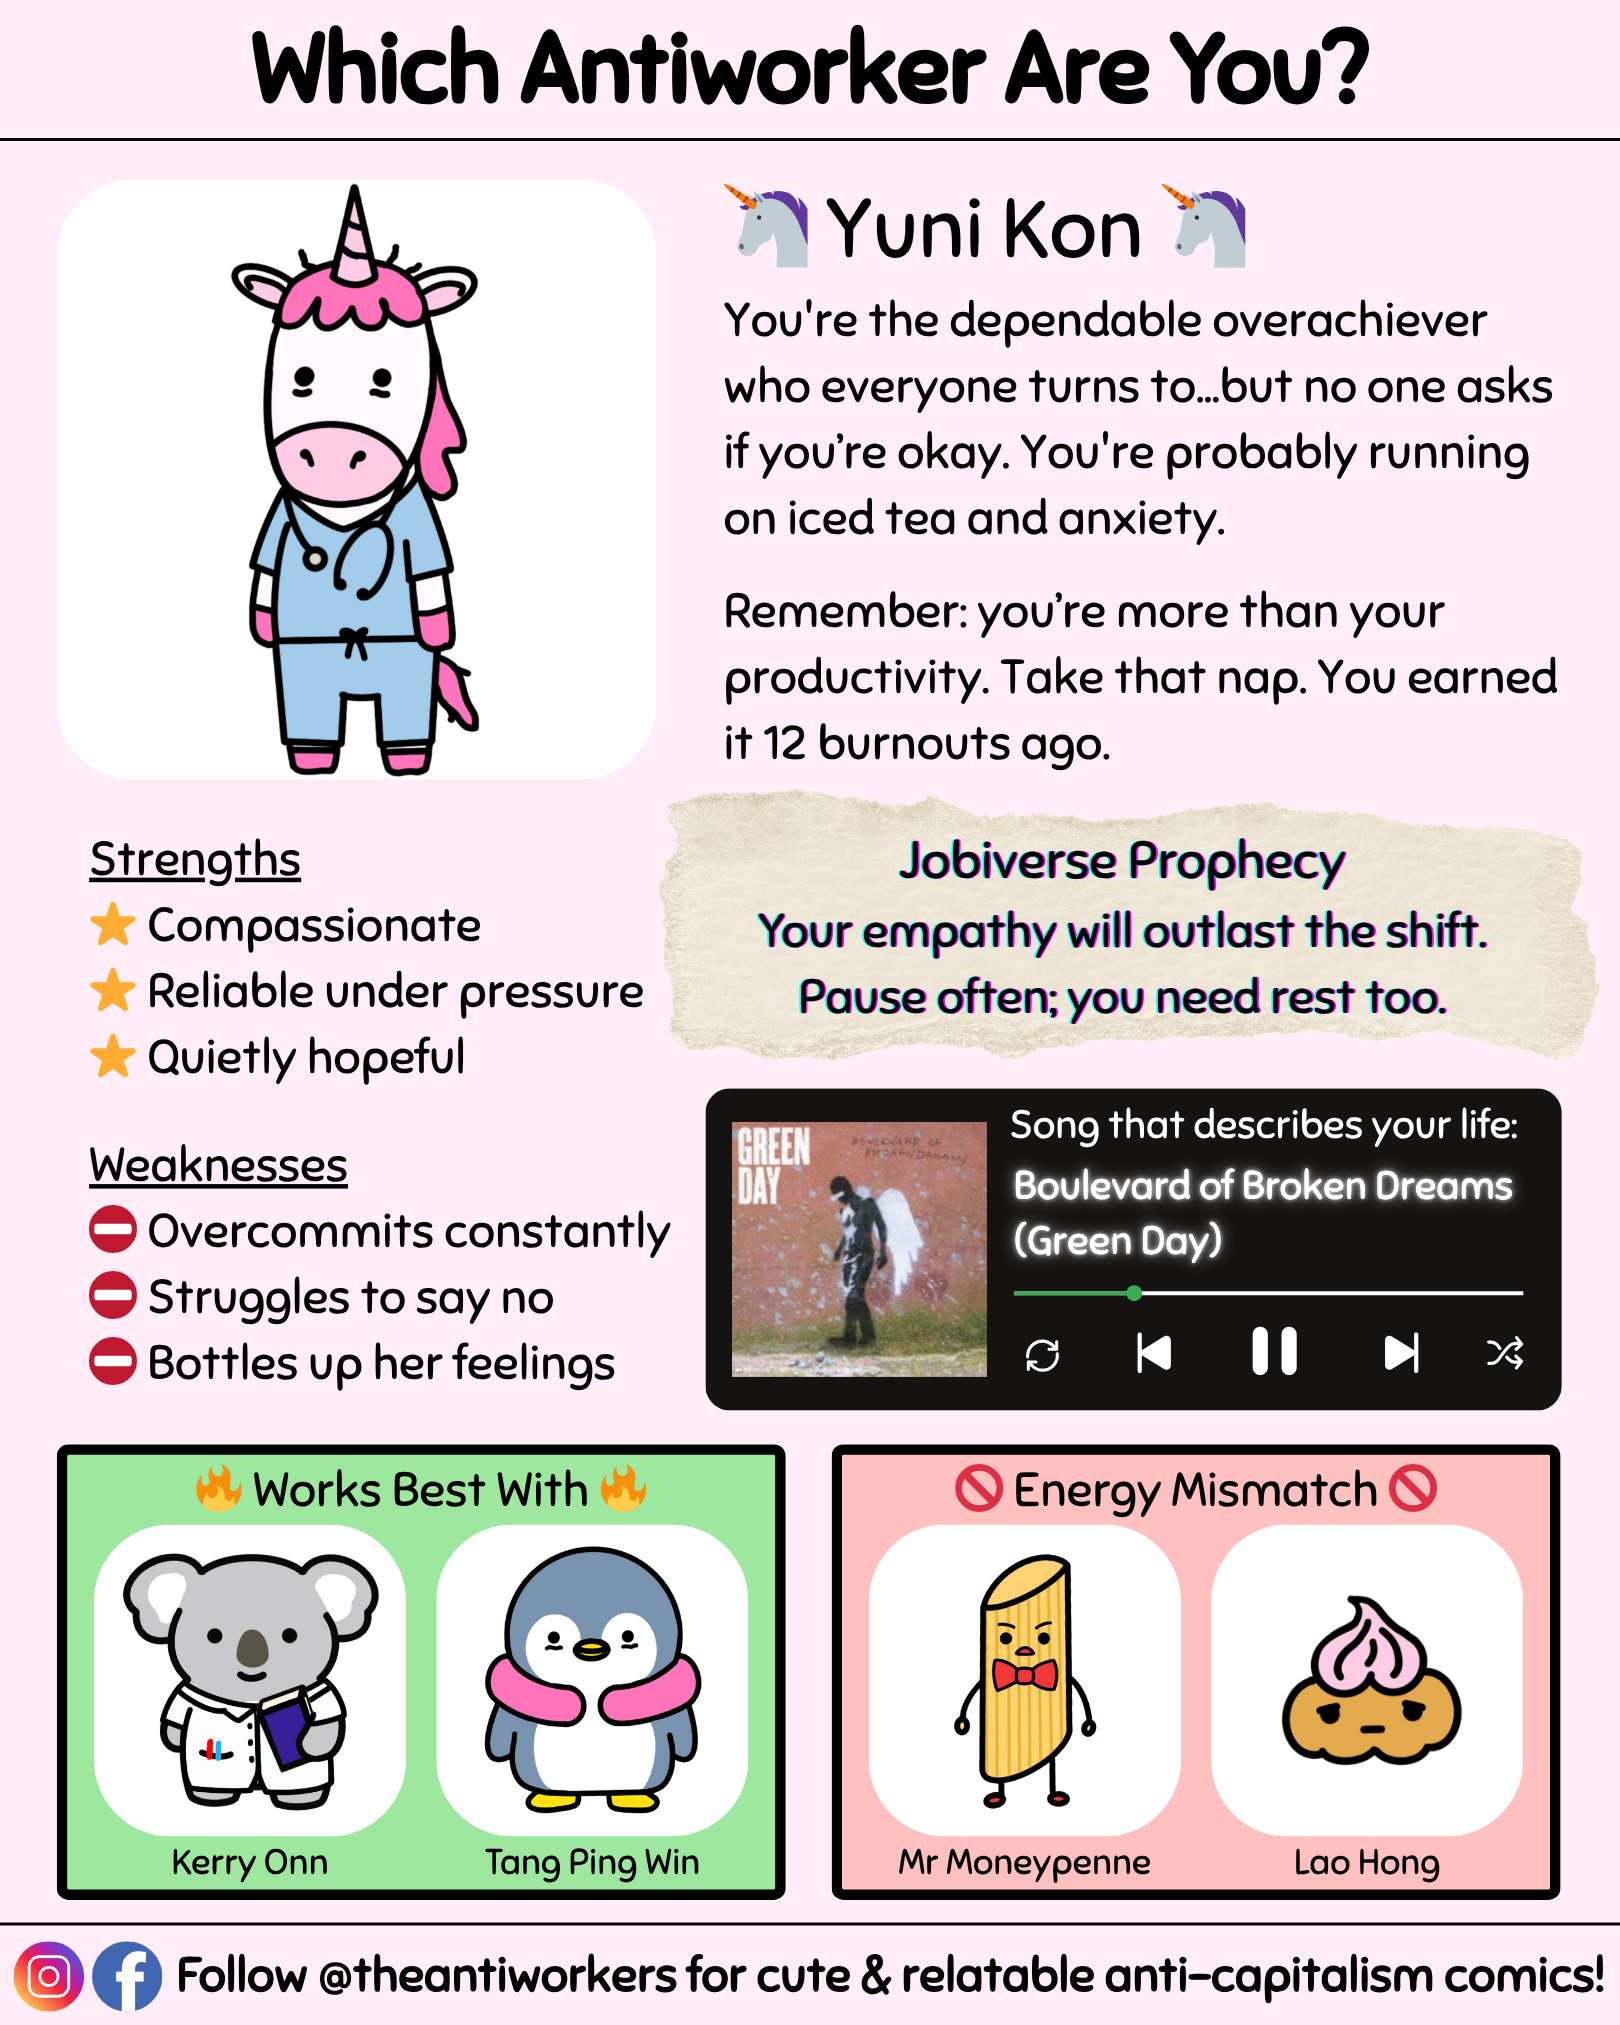 Which Antiworker Are You?
🦄 Yuni Kon 🦄
You're the dependable overachiever
who everyone turns to...but no one asks
if you’re okay. You're probably running
on iced tea and anxiety.
Remember: you’re more than your
productivity. Take that nap. You earned
it 12 burnouts ago.
Strengths
⭐ Compassionate
⭐ Reliable under pressure
⭐ Quietly hopeful
Weaknesses
⛔ Overcommits constantly
⛔ Struggles to say no
⛔ Bottles up her feelings
Jobiverse Prophecy
Your empathy will outlast the shift.
Pause often; you need rest too.
GREEN
DAY
BOULEVARD OF
BROKEN DREAMS
Song that describes your life:
Boulevard of Broken Dreams
(Green Day)
🔥 Works Best With 🔥
Kerry Onn
Tang Ping Win
🚫 Energy Mismatch 🚫
Mr Moneypenne
Lao Hong
Follow @theantiworkers for cute & relatable anti-capitalism comics!